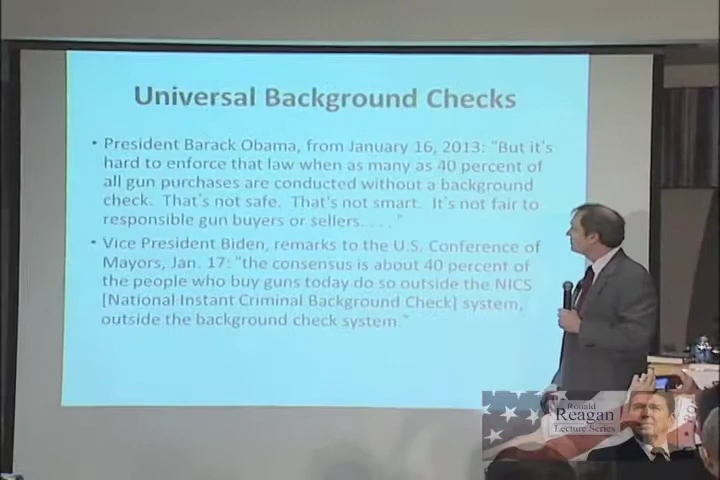 Universal Background Checks
• President Barack Obama, from January 16, 2013: "But it's
hard to enforce that law when as many as 40 percent of
all gun purchases are conducted without a background
check. That's not safe. That's not smart. It's not fair to
responsible gun buyers or sellers. . . . "
• Vice President Biden, remarks to the U.S. Conference of
Mayors, Jan. 17: "the consensus is about 40 percent of
the people who buy guns today do so outside the NICS
[National Instant Criminal Background Check] system,
outside the background check system."
Ronald
Reagan
Lecture Series